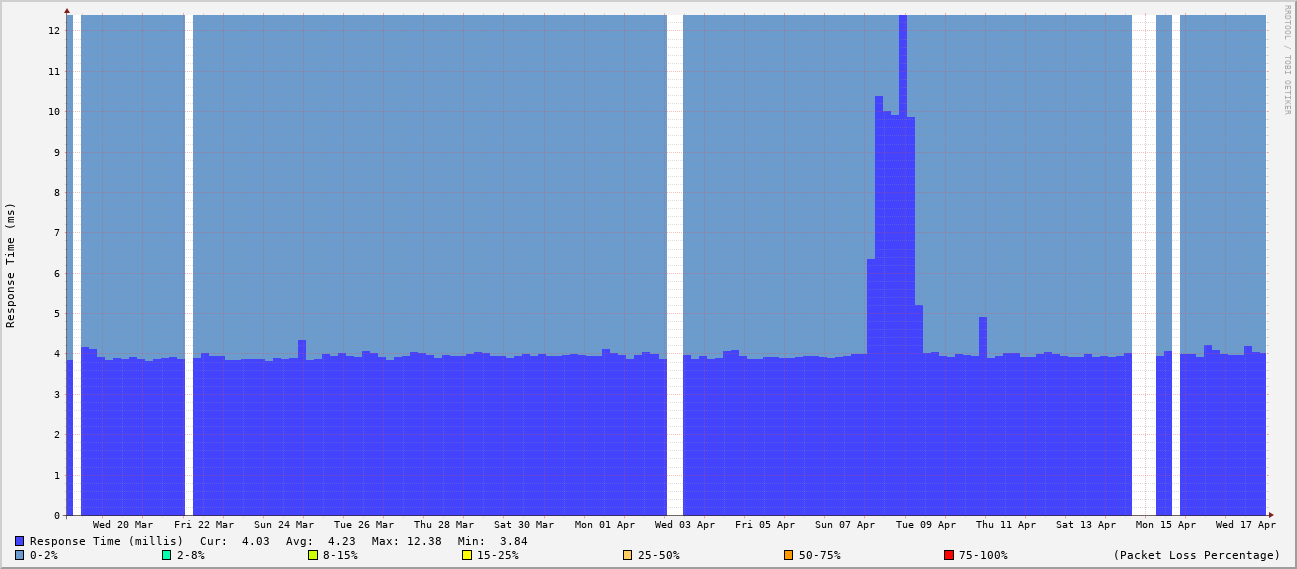 RRDTOOL / TOBI OETIKER
Response Time (ms)
12
11
10
9
8
7
6
5
4
3
2
1
0
Wed 20 Mar Fri 22 Mar Sun 24 Mar Tue 26 Mar Thu 28 Mar Sat 30 Mar Mon 01 Apr Wed 03 Apr Fri 05 Apr Sun 07 Apr Tue 09 Apr Thu 11 Apr Sat 13 Apr Mon 15 Apr Wed 17 Apr
Response Time (millis) Cur: 4.03 Avg: 4.23 Max: 12.38 Min: 3.84
0-2% 2-8% 8-15% 15-25% 25-50% 50-75% 75-100% (Packet Loss Percentage)